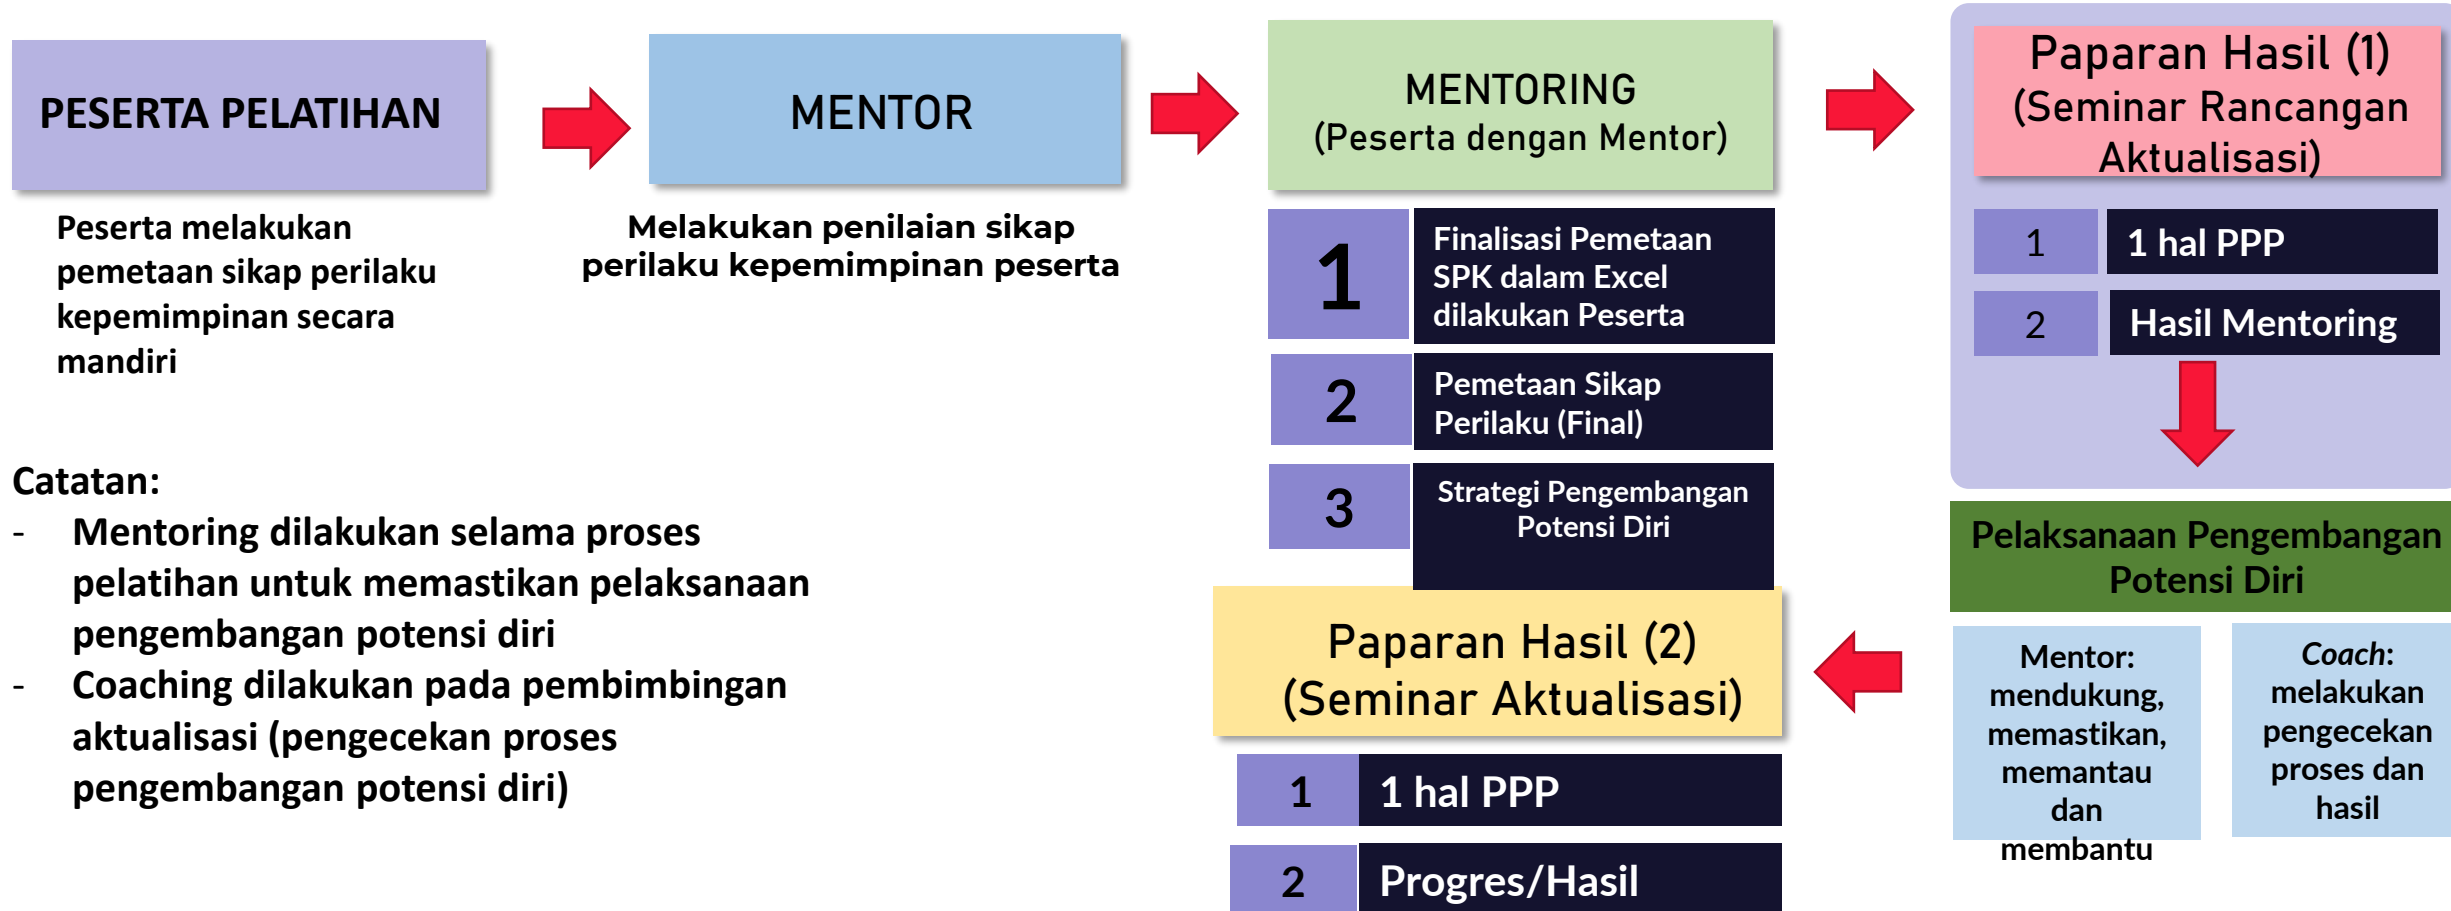 PESERTA PELATIHAN
Peserta melakukan
pemetaan sikap perilaku
kepemimpinan secara
mandiri
MENTOR
Melakukan penilaian sikap
perilaku kepemimpinan peserta
MENTORING
(Peserta dengan Mentor)
1
Finalisasi Pemetaan
SPK dalam Excel
dilakukan Peserta
2
Pemetaan Sikap
Perilaku (Final)
3
Strategi Pengembangan
Potensi Diri
Paparan Hasil (1)
(Seminar Rancangan
Aktualisasi)
1
1 hal PPP
2
Hasil Mentoring
Pelaksanaan Pengembangan
Potensi Diri
Mentor:
mendukung,
memastikan,
memantau
dan
membantu
Coach:
melakukan
pengecekan
proses dan
hasil
Paparan Hasil (2)
(Seminar Aktualisasi)
1
1 hal PPP
2
Progres/Hasil
Catatan:
- Mentoring dilakukan selama proses
pelatihan untuk memastikan pelaksanaan
pengembangan potensi diri
- Coaching dilakukan pada pembimbingan
aktualisasi (pengecekan proses
pengembangan potensi diri)